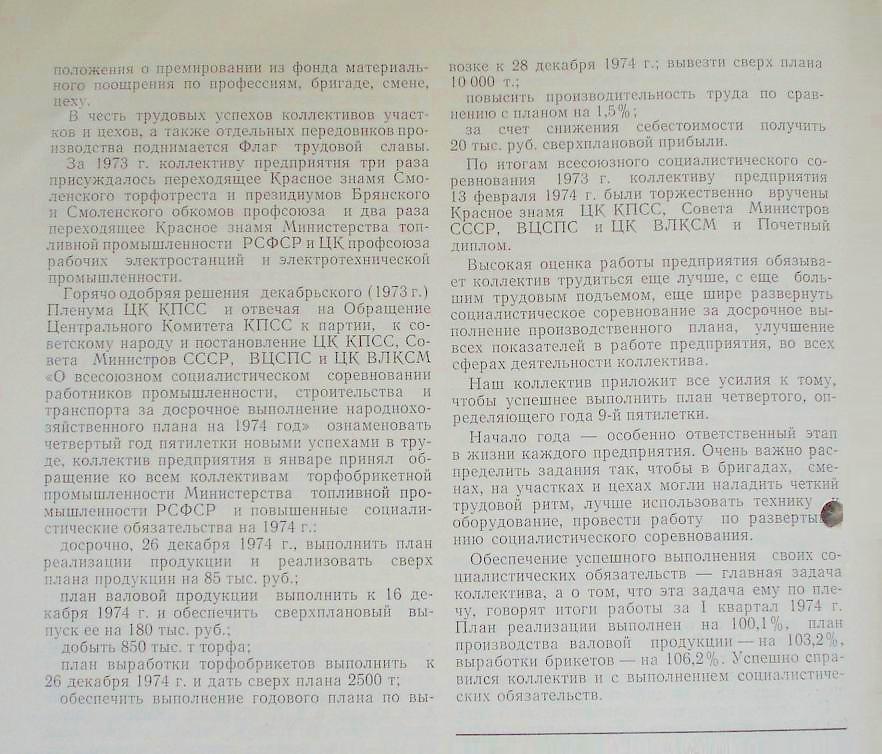 положения о премировании из фонда материаль-
ного поощрения по профессиям, бригаде, смене,
цеху.
В честь трудовых успехов коллективов участ-
ков и цехов, а также отдельных передовиков про-
изводства поднимается Флаг трудовой славы.
За 1973 г. коллективу предприятия три раза
присуждалось переходящее Красное знамя Смо-
ленского торфотреста и президиумов Брянского
и Смоленского обкомов профсоюза и два раза
переходящее Красное знамя Министерства топ-
ливной промышленности РСФСР и ЦК профсоюза
рабочих электростанций и электротехнической
промышленности.
Горячо одобряя решения декабрьского (1973 г.)
Пленума ЦК КПСС и отвечая на Обращение
Центрального Комитета КПСС к партии, к со-
ветскому народу и постановление ЦК КПСС, Со-
вета Министров СССР, ВЦСПС и ЦК ВЛКСМ
«О всесоюзном социалистическом соревновании
работников промышленности, строительства и
транспорта за досрочное выполнение народнохо-
зяйственного плана на 1974 год» ознаменовать
четвертый год пятилетки новыми успехами в тру-
де, коллектив предприятия в январе принял об-
ращение ко всем коллективам торфобрикетной
промышленности Министерства топливной про-
мышленности РСФСР и повышенные социали-
стические обязательства на 1974 г.:
досрочно, 26 декабря 1974 г., выполнить план
реализации продукции и реализовать сверх
плана продукции на 85 тыс. руб.;
план валовой продукции выполнить к 16 де-
кабря 1974 г. и обеспечить сверхплановый вы-
пуск ее на 180 тыс. руб.;
добыть 850 тыс. т торфа;
план выработки торфобрикетов выполнить к
26 декабря 1974 г. и дать сверх плана 2500 т;
обеспечить выполнение годового плана по вы-
возке к 28 декабря 1974 г.; вывезти сверх плана
10 000 т.;
повысить производительность труда по срав-
нению с планом на 1,5%;
за счет снижения себестоимости получить
20 тыс. руб. сверхплановой прибыли.
По итогам всесоюзного социалистического со-
ревнования 1973 г. коллективу предприятия
13 февраля 1974 г. были торжественно вручены
Красное знамя ЦК КПСС, Совета Министров
СССР, ВЦСПС и ЦК ВЛКСМ и Почетный
диплом.
Высокая оценка работы предприятия обязыва-
ет коллектив трудиться еще лучше, с еще боль-
шим трудовым подъемом, еще шире развернуть
социалистическое соревнование за досрочное вы-
полнение производственного плана, улучшение
всех показателей в работе предприятия, во всех
сферах деятельности коллектива.
Наш коллектив приложит все усилия к тому,
чтобы успешнее выполнить план четвертого, оп-
ределяющего года 9-й пятилетки.
Начало года — особенно ответственный этап
в жизни каждого предприятия. Очень важно рас-
пределить задания так, чтобы в бригадах, сме-
нах, на участках и цехах могли наладить четкий
трудовой ритм, лучше использовать технику
оборудование, провести работу по
нию социалистического соревнования.
Обеспечение успешного выполнения своих со-
циалистических обязательств — главная задача
коллектива, а о том, что эта задача ему по пле-
чу, говорят итоги работы за I квартал 1974 г.
План реализации выполнен на 100,1%, план
производства валовой продукции — на 103,2%,
выработки брикетов — на 106,2%. Успешно спра-
вился коллектив и с выполнением социалистиче-
ских обязательств.